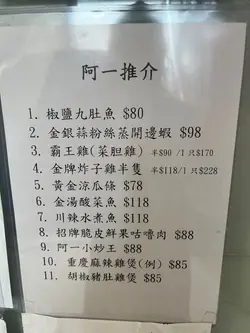 阿一推介
1. 椒鹽九肚魚 $80
2. 金銀蒜粉絲蒸開邊蝦 $98
3. 霸王雞(菜胆雞) 半$90 /1只$170
4. 金牌炸子雞半隻 半$118/1只$228
5. 黃金涼瓜條 $78
6. 金湯酸菜魚 $118
7. 川辣水煮魚 $118
8. 招牌脆皮鮮果咕嚕肉 $88
9. 阿一小炒王 $88
10. 重慶麻辣雞煲(例) $85
11. 胡椒豬肚雞煲 $85